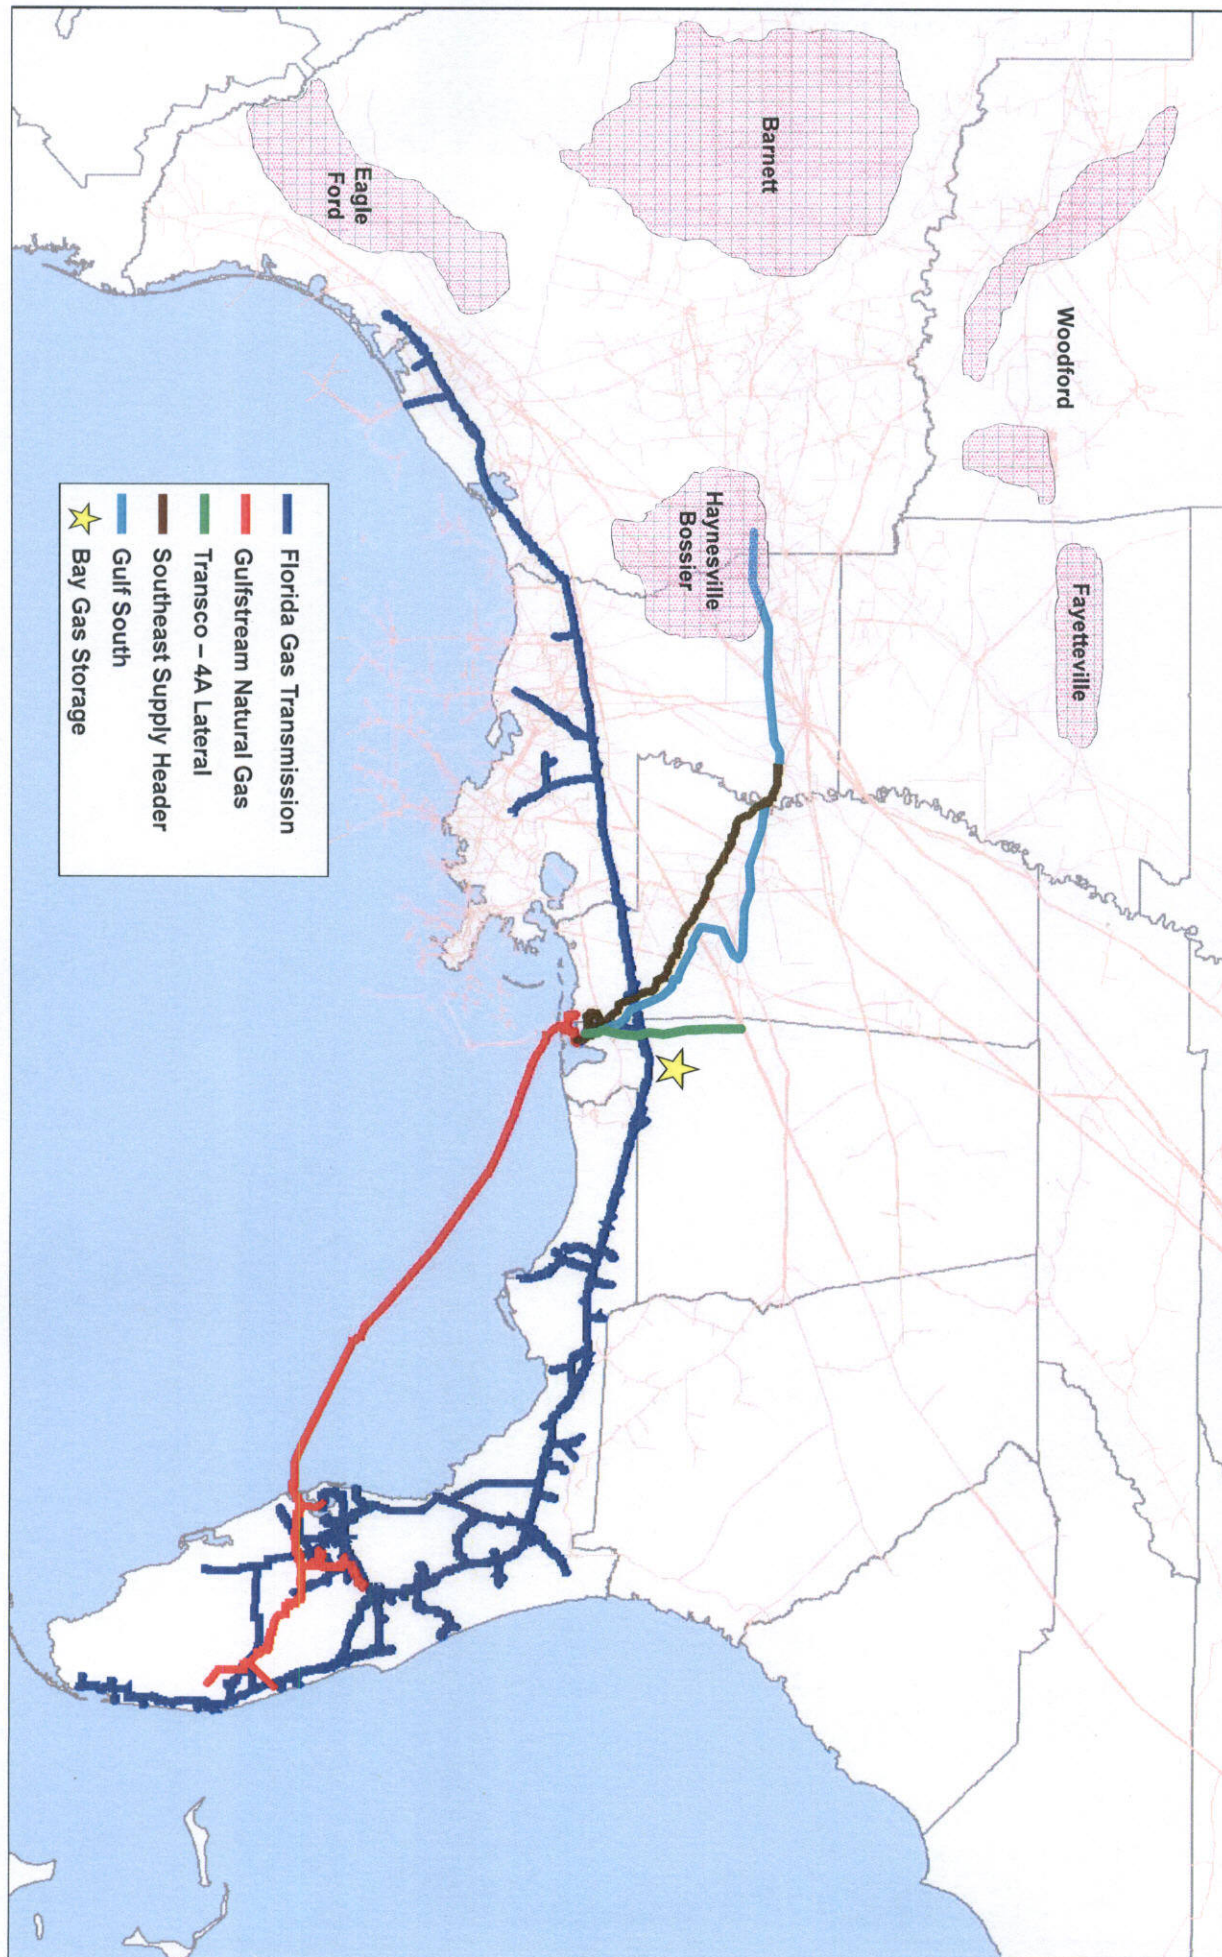 Woodford
Fayetteville
Barnett
Haynesville
Bossier
Eagle
Ford
Florida Gas Transmission
Gulfstream Natural Gas
Transco – 4A Lateral
Southeast Supply Header
Gulf South
Bay Gas Storage